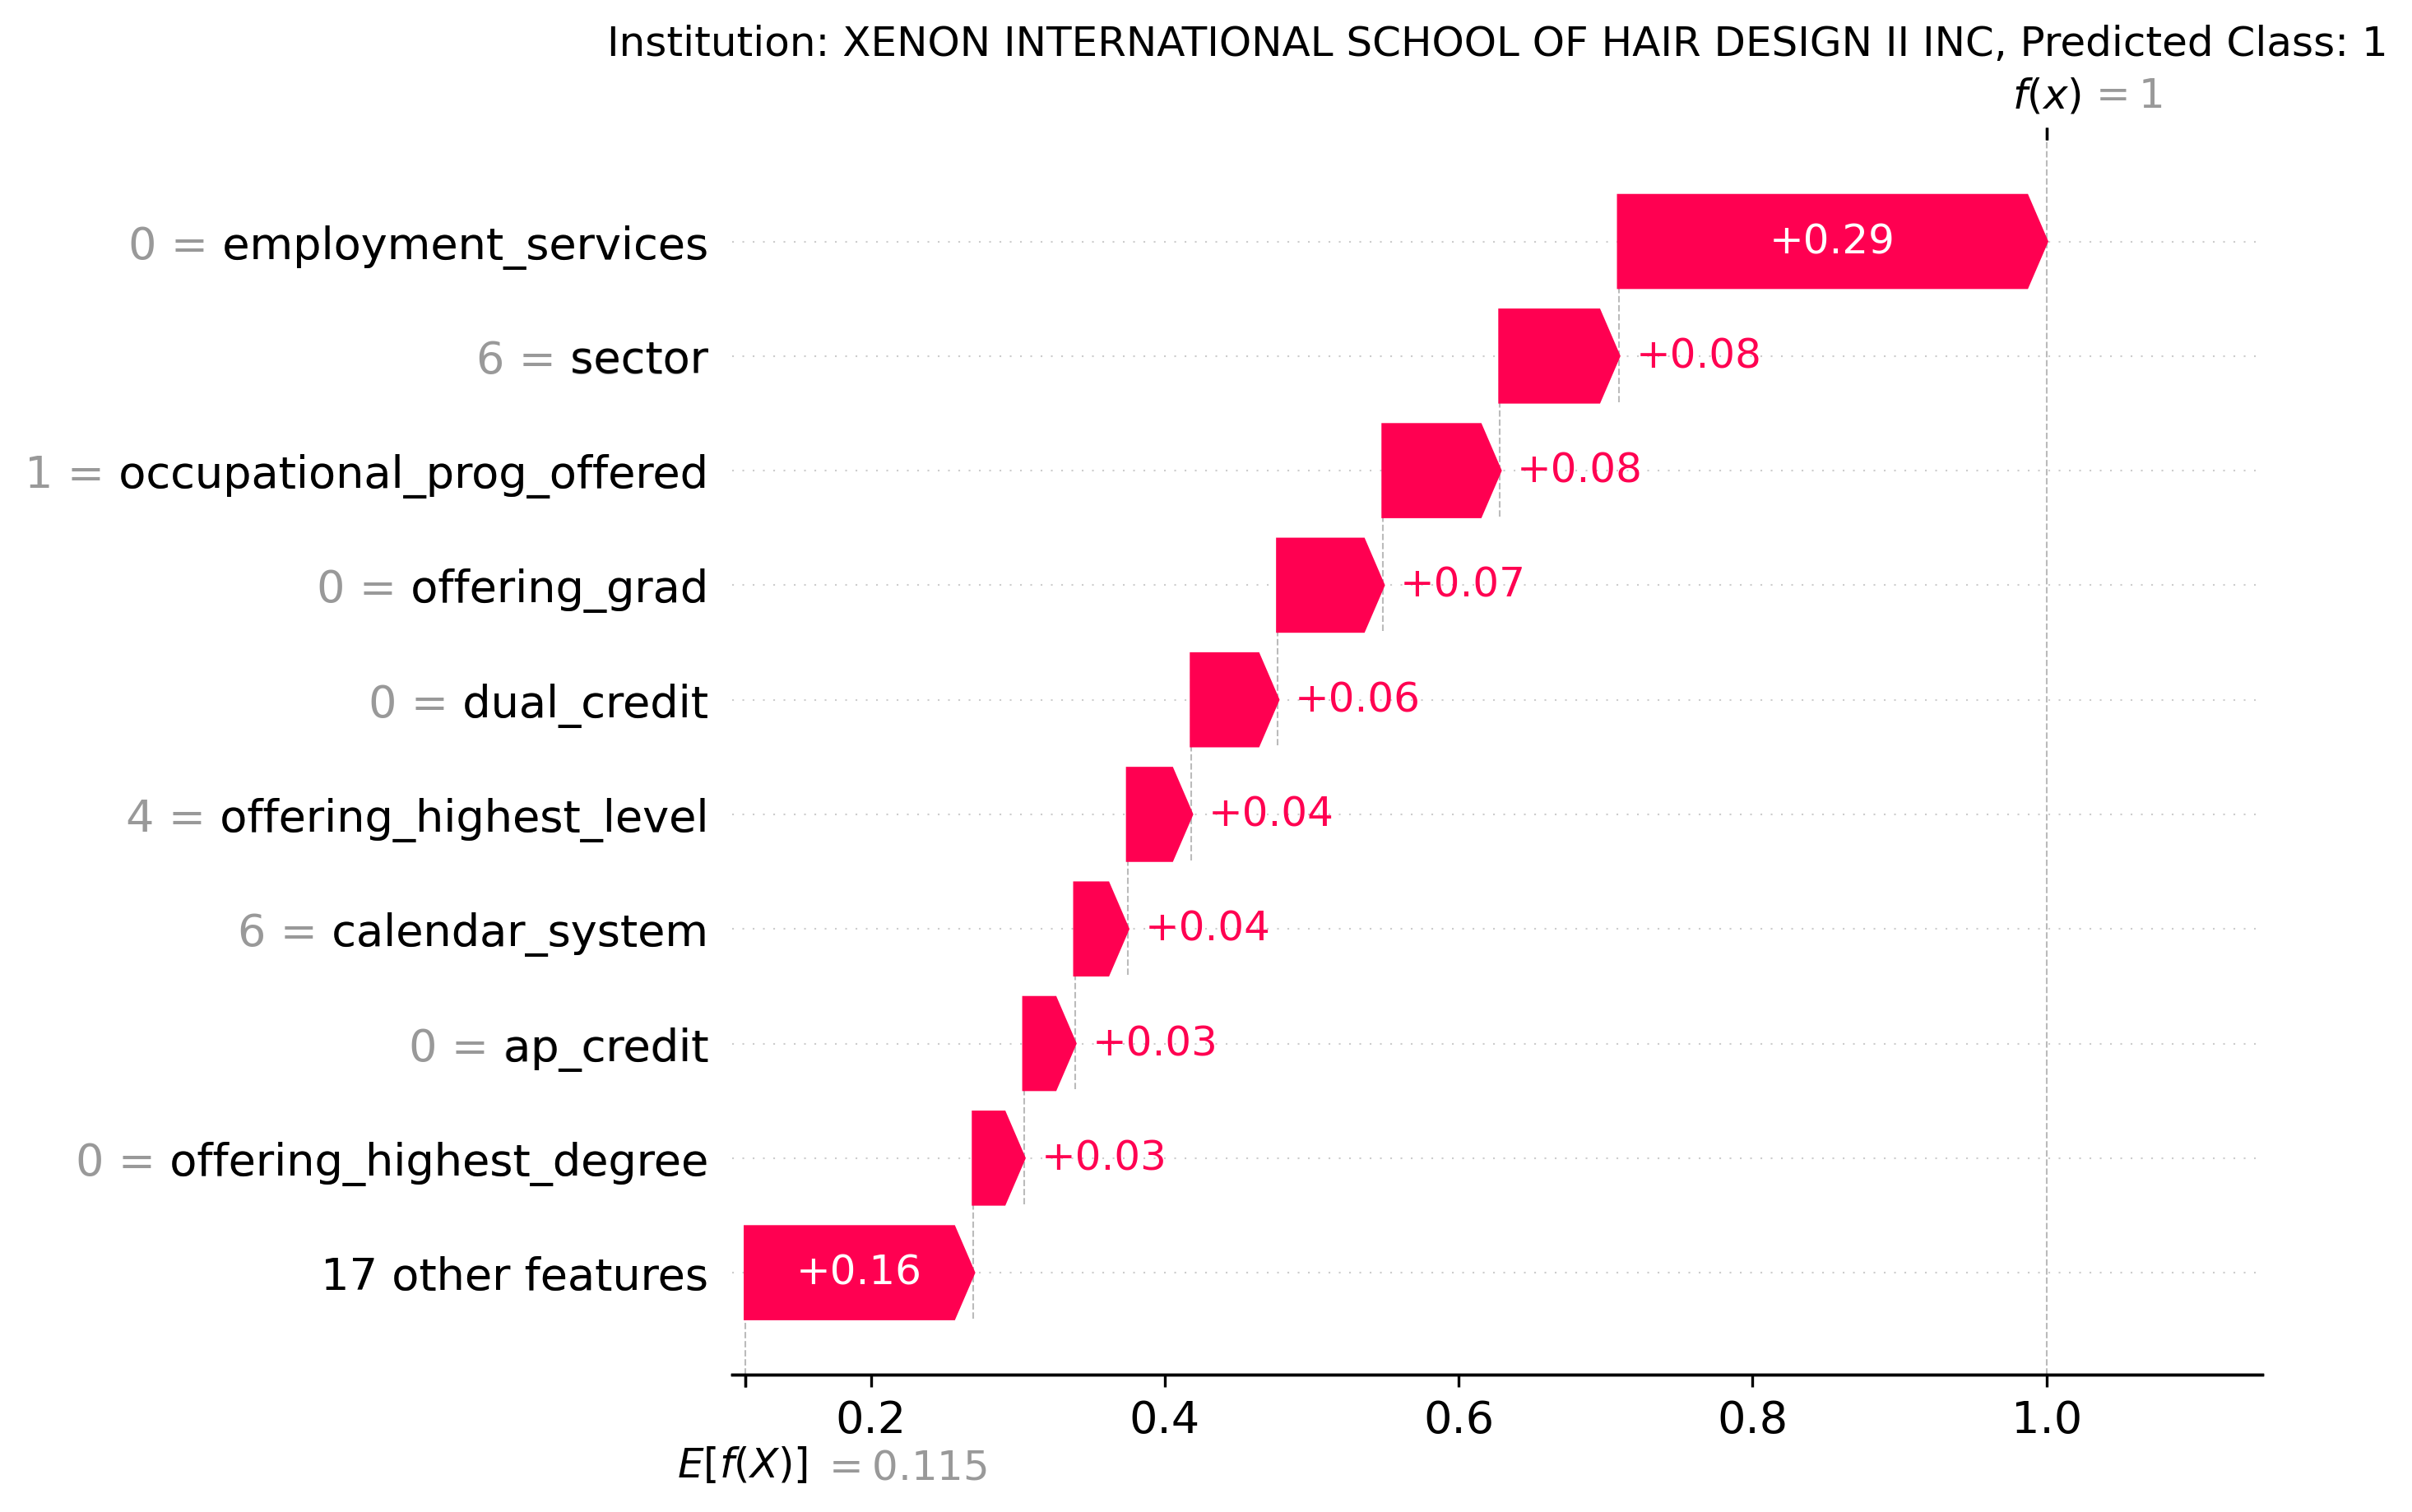 Institution: XENON INTERNATIONAL SCHOOL OF HAIR DESIGN II INC, Predicted Class: 1
f(x) = 1
0 = employment_services +0.29
6 = sector +0.08
1 = occupational_prog_offered +0.08
0 = offering_grad +0.07
0 = dual_credit +0.06
4 = offering_highest_level +0.04
6 = calendar_system +0.04
0 = ap_credit +0.03
0 = offering_highest_degree +0.03
17 other features +0.16
0.2 0.4 0.6 0.8 1.0
E[f(X)] = 0.115